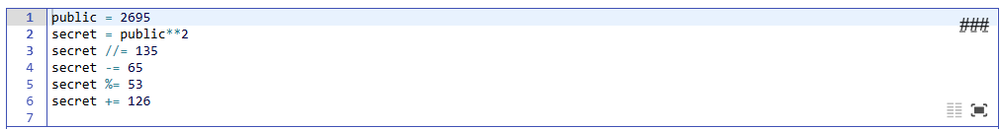 1 public = 2695
2 secret = public**2
3 secret //= 135
4 secret -= 65
5 secret %= 53
6 secret += 126
7
###